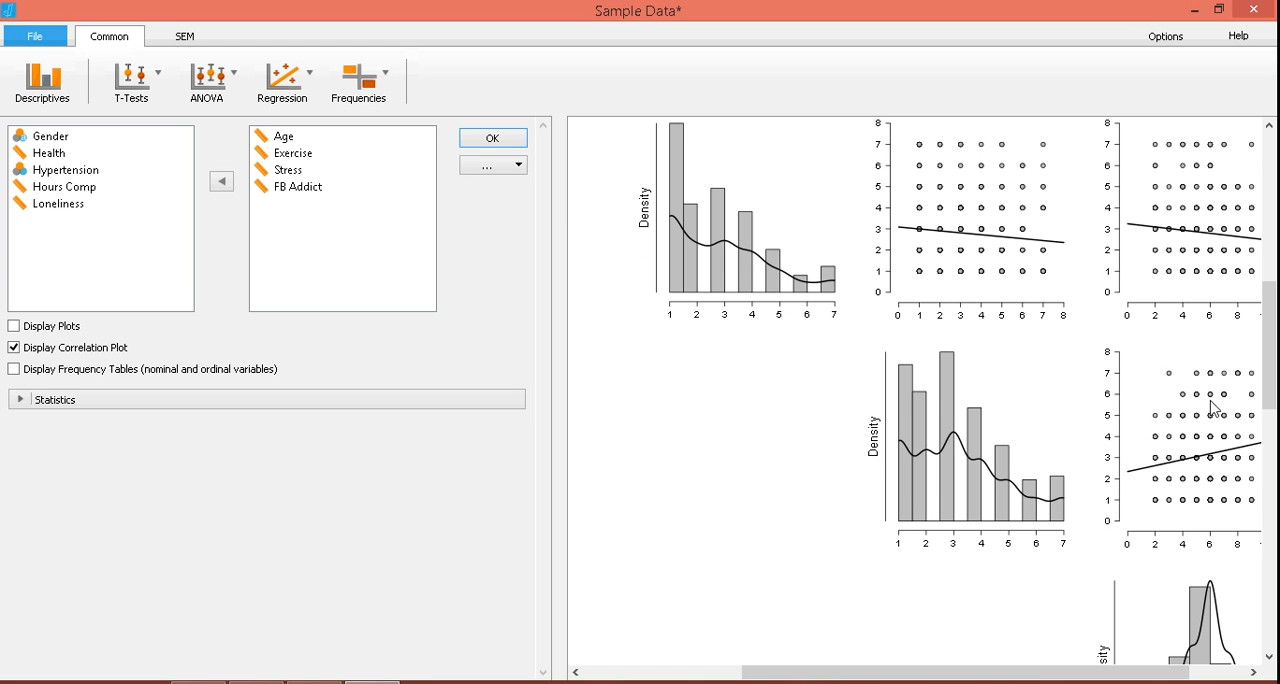 Sample Data*
File Common SEM Options Help
Descriptives T-Tests ANOVA Regression Frequencies
Gender
Health
Hypertension
Hours Comp
Loneliness
Age
Exercise
Stress
FB Addict
OK
...
Display Plots
Display Correlation Plot
Display Frequency Tables (nominal and ordinal variables)
Statistics
Density
1 2 3 4 5 6 7
8
7
6
5
4
3
2
1
0
0 1 2 3 4 5 6 7 8
8
7
6
5
4
3
2
1
0
0 2 4 6 8
Density
1 2 3 4 5 6 7
8
7
6
5
4
3
2
1
0
0 2 4 6 8
sity